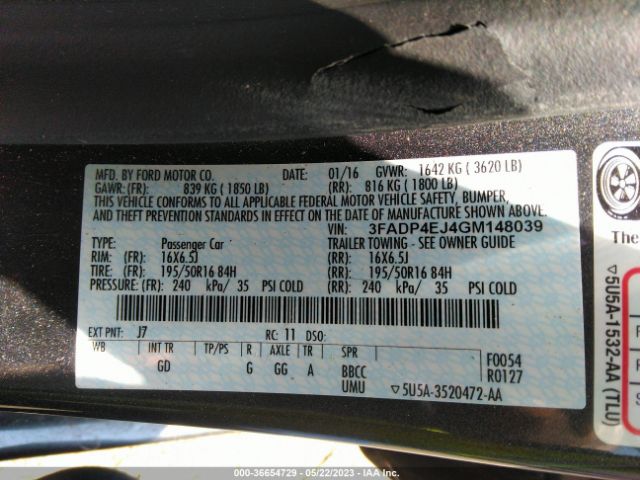 MFD. BY FORD MOTOR CO. DATE: 01/16 GVWR: 1642 KG ( 3620 LB)
GAWR: (FR): 839 KG ( 1850 LB) (RR): 816 KG ( 1800 LB)
THIS VEHICLE CONFORMS TO ALL APPLICABLE FEDERAL MOTOR VEHICLE SAFETY, BUMPER,
AND THEFT PREVENTION STANDARDS IN EFFECT ON THE DATE OF MANUFACTURE SHOWN ABOVE.
VIN: 3FADP4EJ4GM148039
TYPE: Passenger Car TRAILER TOWING - SEE OWNER GUIDE
RIM: (FR): 16X6.5J (RR): 16X6.5J
TIRE: (FR): 195/50R16 84H (RR): 195/50R16 84H
PRESSURE: (FR): 240 kPa/ 35 PSI COLD (RR): 240 kPa/ 35 PSI COLD
EXT PNT: J7 RC: 11 DSO:
WB INT TR TP/PS R AXLE TR SPR F0054
GD G GG A BBCC R0127
UMU ▽5U5A-3520472-AA
The
▽5U5A-1532-AA (TLU)
000-36654729 - 05/22/2023 - IAA Inc.